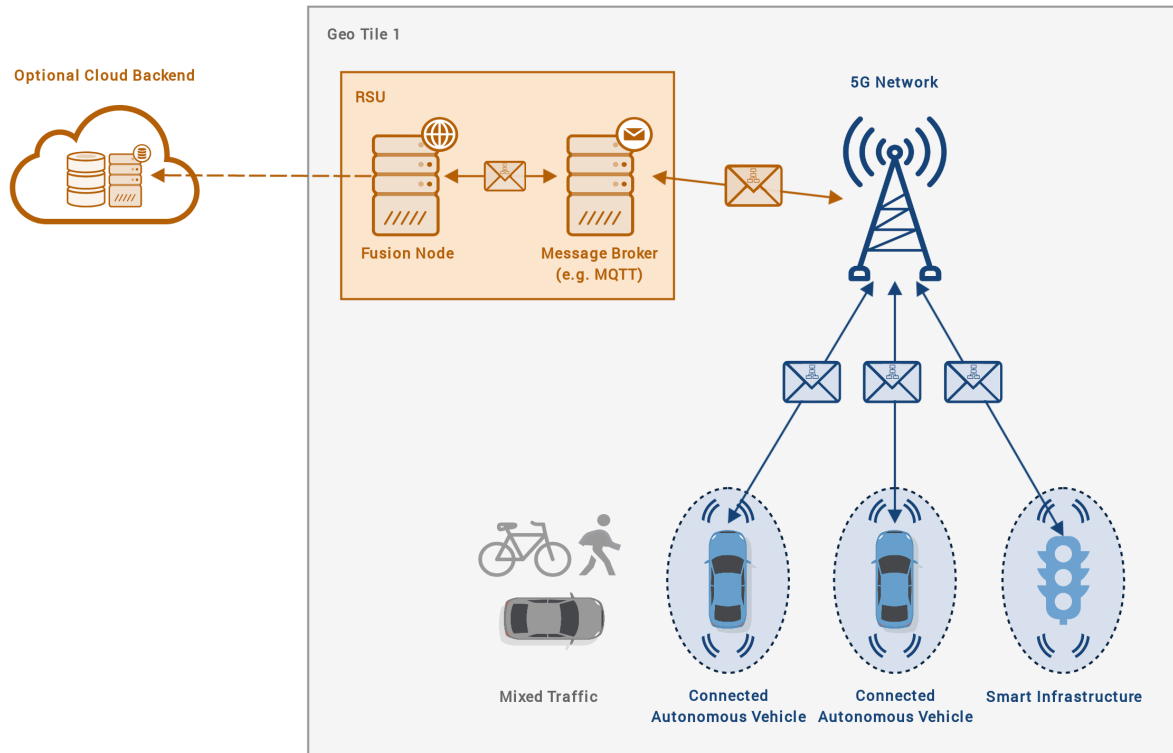 Geo Tile 1
Optional Cloud Backend
RSU
5G Network
Fusion Node
Message Broker
(e.g. MQTT)
Mixed Traffic
Connected
Autonomous Vehicle
Connected
Autonomous Vehicle
Smart Infrastructure